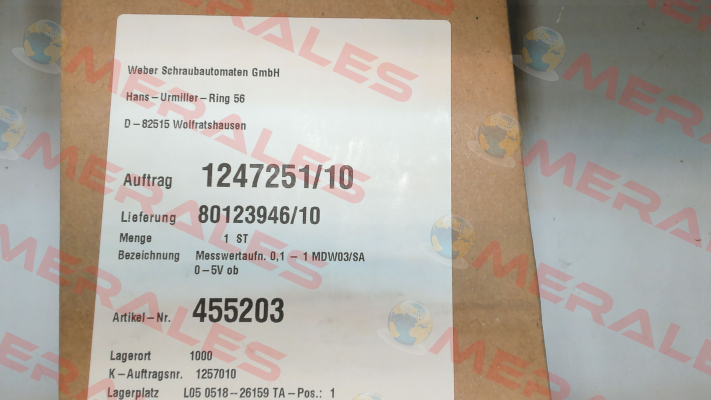 Weber Schraubautomaten GmbH
Hans-Urmiller-Ring 56
D-82515 Wolfratshausen
Auftrag 1247251/10
Lieferung 80123946/10
Menge 1 ST
Bezeichnung Messwertaufn. 0,1 - 1 MDW03/SA
0-5V ob
Artikel-Nr. 455203
Lagerort 1000
K-Auftragsnr. 1257010
Lagerplatz L05 0518-26159 TA-Pos.: 1
MERALES
MERALES
MERALES
MERALES
MERALES